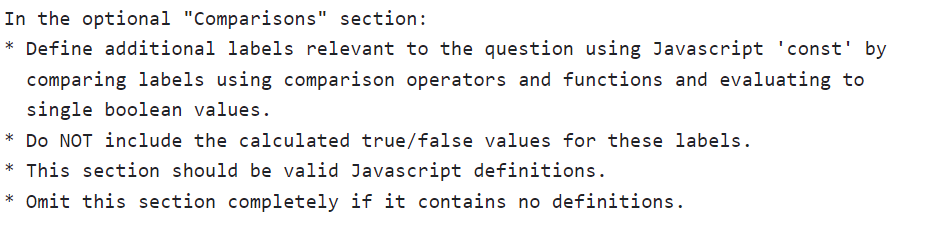 In the optional "Comparisons" section:
* Define additional labels relevant to the question using Javascript 'const' by
comparing labels using comparison operators and functions and evaluating to
single boolean values.
* Do NOT include the calculated true/false values for these labels.
* This section should be valid Javascript definitions.
* Omit this section completely if it contains no definitions.